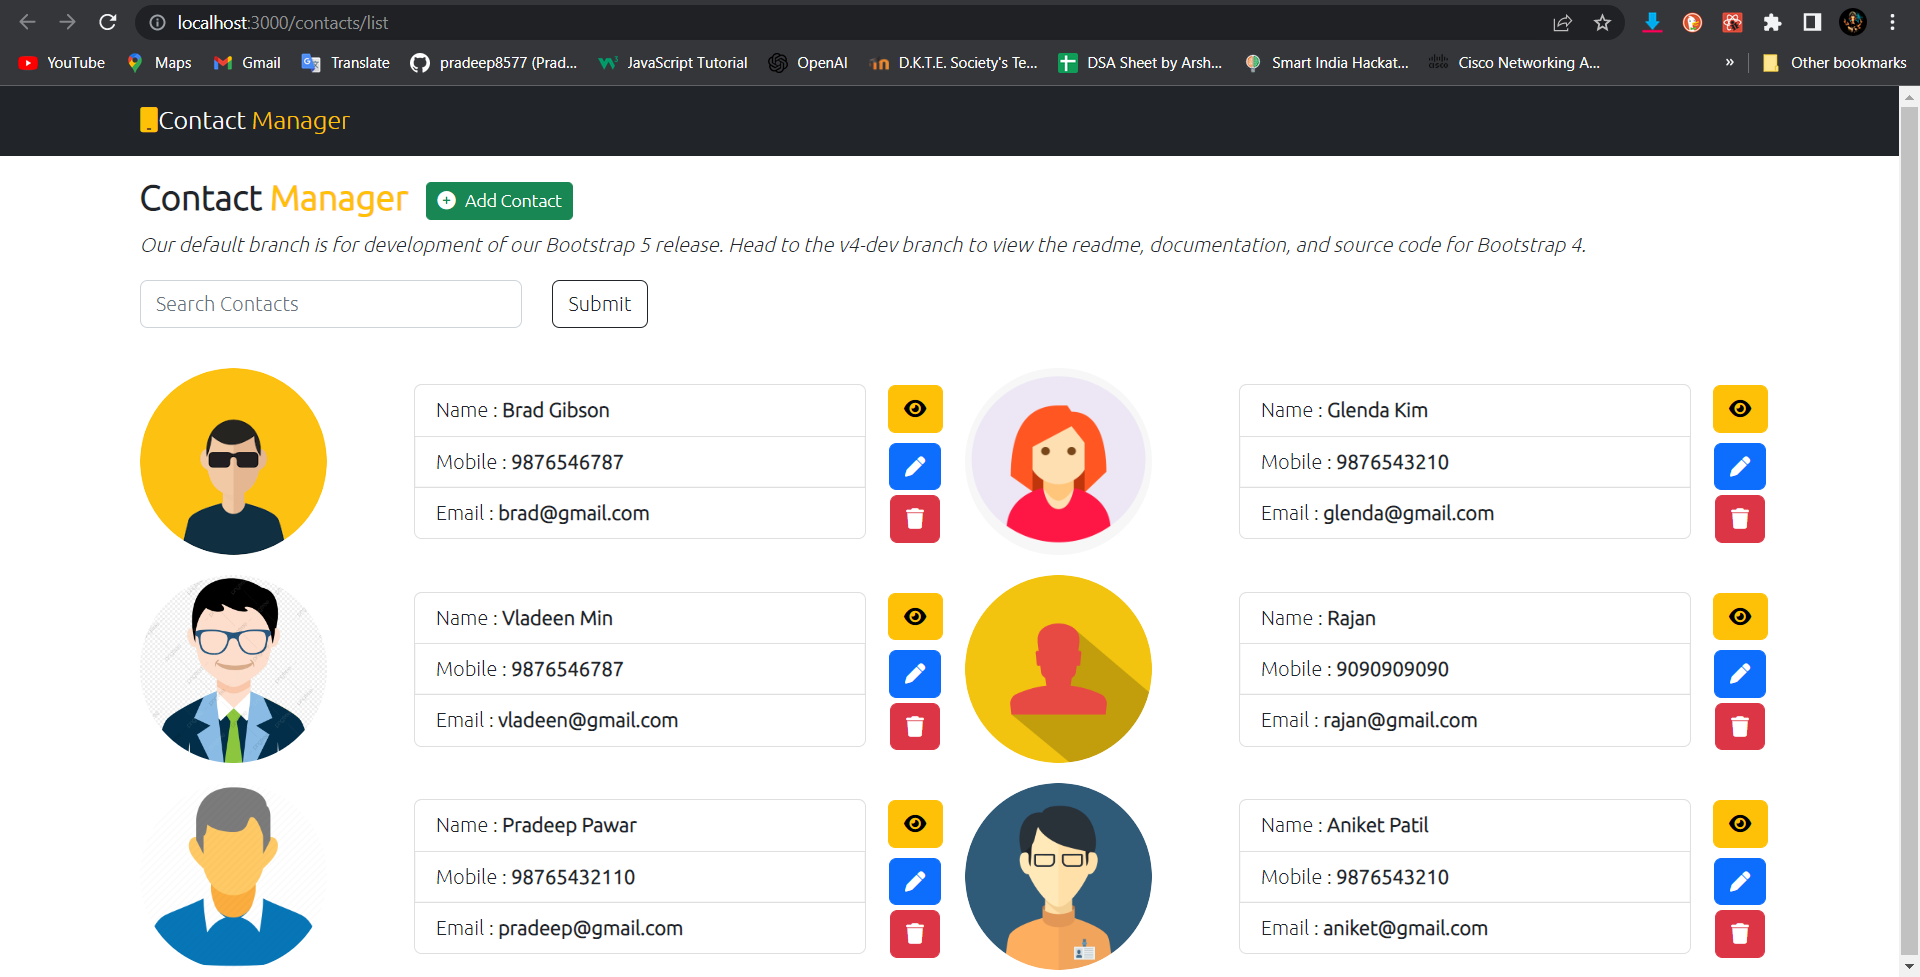 localhost:3000/contacts/list
YouTube
Maps
Gmail
Translate
pradeep8577 (Prad...
JavaScript Tutorial
OpenAI
D.K.T.E. Society's Te...
DSA Sheet by Arsh...
Smart India Hackat...
Cisco Networking A...
»
Other bookmarks
Contact Manager
Contact Manager
Add Contact
Our default branch is for development of our Bootstrap 5 release. Head to the v4-dev branch to view the readme, documentation, and source code for Bootstrap 4.
Search Contacts
Submit
Name : Brad Gibson
Mobile : 9876546787
Email : brad@gmail.com
Name : Glenda Kim
Mobile : 9876543210
Email : glenda@gmail.com
Name : Vladeen Min
Mobile : 9876546787
Email : vladeen@gmail.com
Name : Rajan
Mobile : 9090909090
Email : rajan@gmail.com
Name : Pradeep Pawar
Mobile : 98765432110
Email : pradeep@gmail.com
Name : Aniket Patil
Mobile : 9876543210
Email : aniket@gmail.com